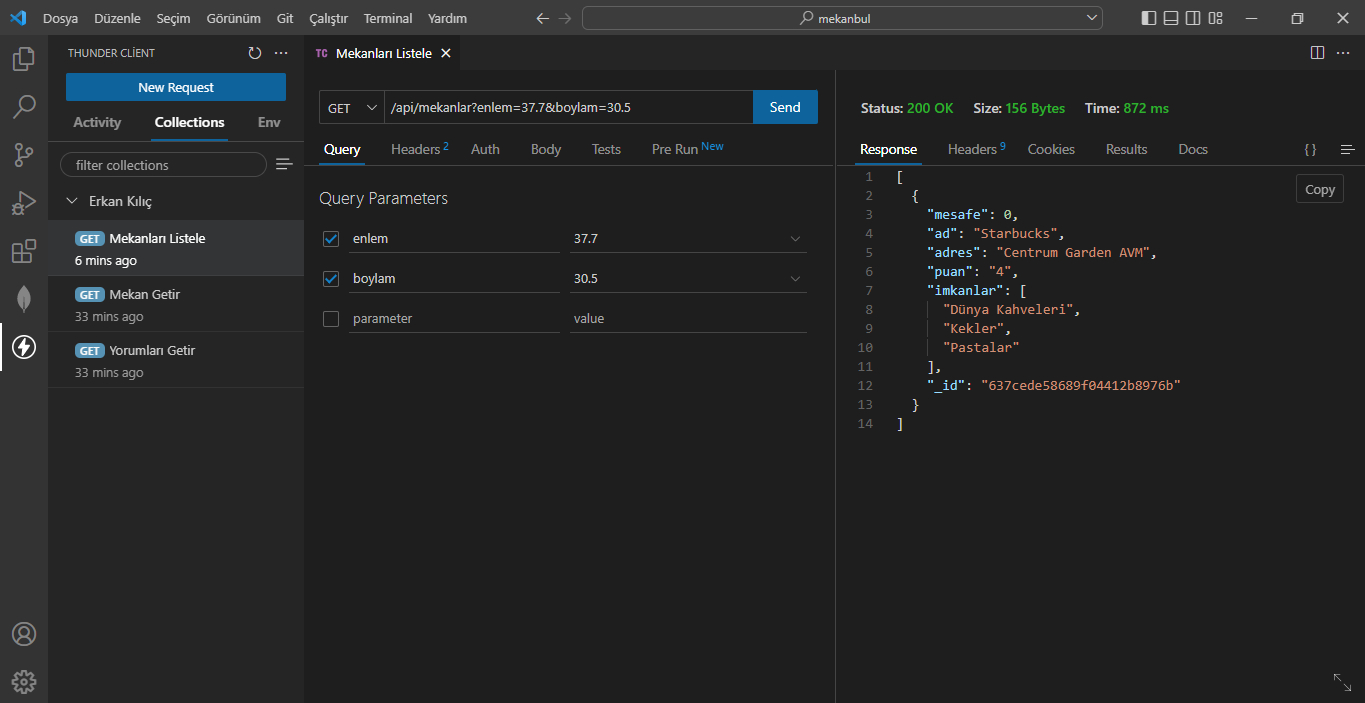 Dosya Düzenle Seçim Görünüm Git Çalıştır Terminal Yardım
mekanbul
THUNDER CLIENT
New Request
Activity Collections Env
filter collections
Erkan Kılıç
GET Mekanları Listele
6 mins ago
GET Mekan Getir
33 mins ago
GET Yorumları Getir
33 mins ago
TC Mekanları Listele
GET /api/mekanlar?enlem=37.7&boylam=30.5 Send
Query Headers 2 Auth Body Tests Pre Run New
Query Parameters
enlem 37.7
boylam 30.5
parameter value
Status: 200 OK Size: 156 Bytes Time: 872 ms
Response Headers 9 Cookies Results Docs { }
Copy
1 [
2 {
3 "mesafe": 0,
4 "ad": "Starbucks",
5 "adres": "Centrum Garden AVM",
6 "puan": "4",
7 "imkanlar": [
8 "Dünya Kahveleri",
9 "Kekler",
10 "Pastalar"
11 ],
12 "_id": "637cede58689f04412b8976b"
13 }
14 ]